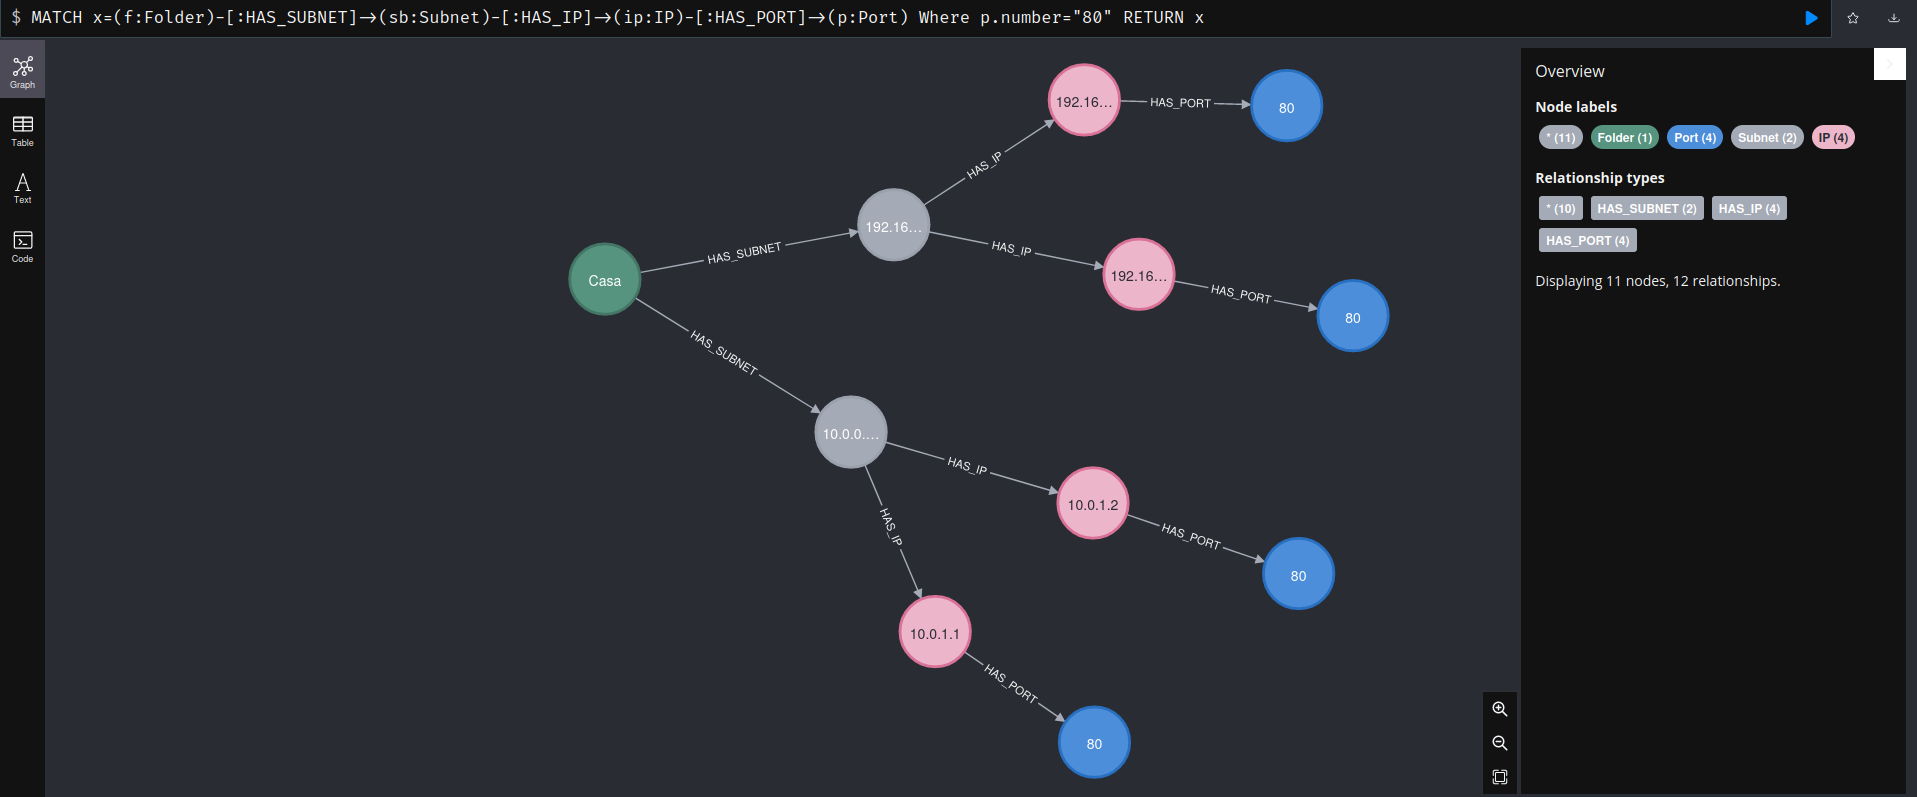 $ MATCH x=(f:Folder)-[:HAS_SUBNET]->(sb:Subnet)-[:HAS_IP]->(ip:IP)-[:HAS_PORT]->(p:Port) Where p.number="80" RETURN x
Graph
Table
Text
Code
192.16...
HAS_PORT
80
HAS_IP
192.16...
HAS_IP
192.16...
HAS_PORT
80
Casa
HAS_SUBNET
HAS_SUBNET
10.0.0....
HAS_IP
10.0.1.2
HAS_PORT
80
HAS_IP
10.0.1.1
HAS_PORT
80
Overview
Node labels
* (11) Folder (1) Port (4) Subnet (2) IP (4)
Relationship types
* (10) HAS_SUBNET (2) HAS_IP (4)
HAS_PORT (4)
Displaying 11 nodes, 12 relationships.